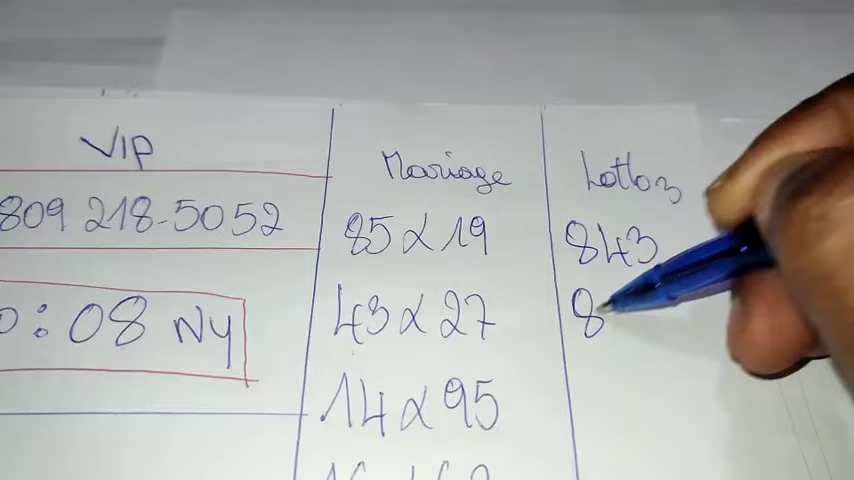 VIP
809 218-5052
: 08 Ny
Mariage
85 x 19
43 x 27
14 x 95
Lotto3
843
8